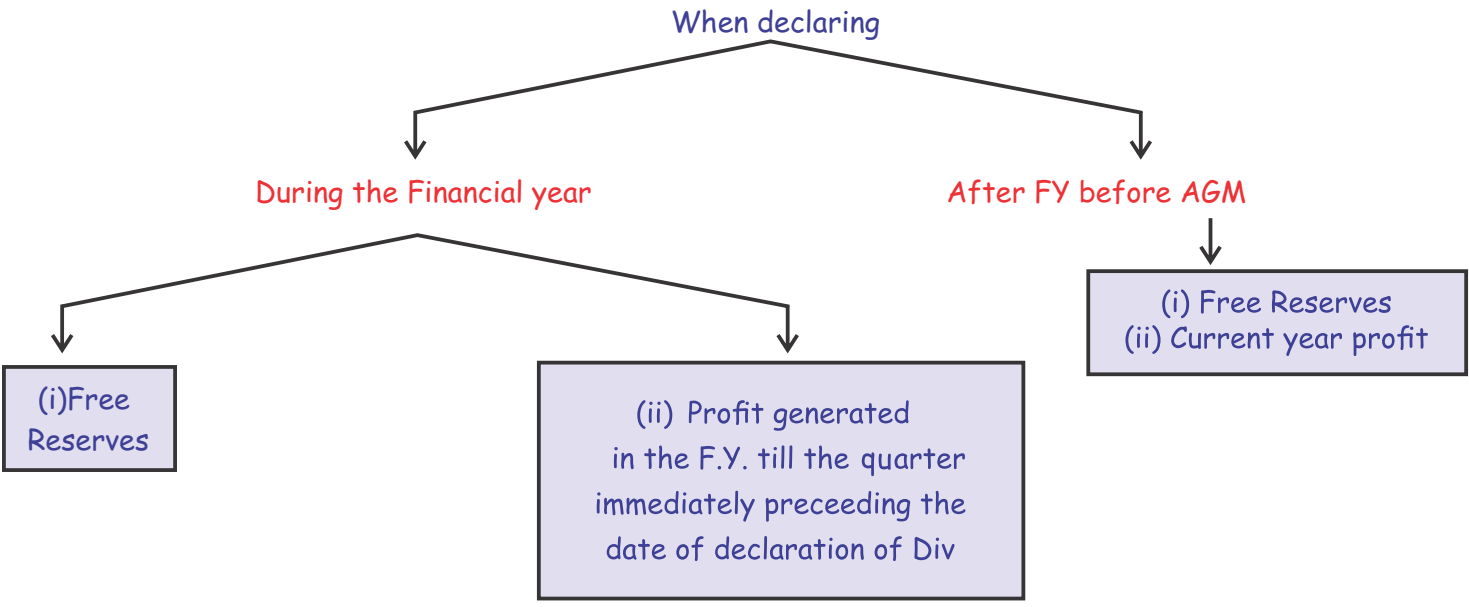 When declaring
During the Financial year
After FY before AGM
(i) Free Reserves
(ii) Current year profit
(i)Free
Reserves
(ii) Profit generated
in the F.Y. till the quarter
immediately preceeding the
date of declaration of Div